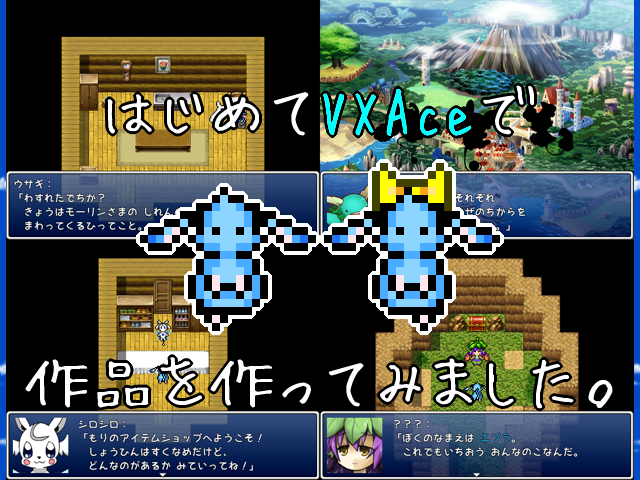 はじめてVXAceで
ウサギ：
「わすれたでちか？
きょうはモーリンさまの しれん
まわってくるひってこと。
それぞれ
ぜのちからを
。」
作品を作ってみました。
シロシロ：
「もりのアイテムショップへようこそ！
しょうひんはすくなめだけど、
どんなのがあるか みていってね！」
？？？：
「ぼくのなまえは エフラ。
これでもいちおう おんなのこなんだ。